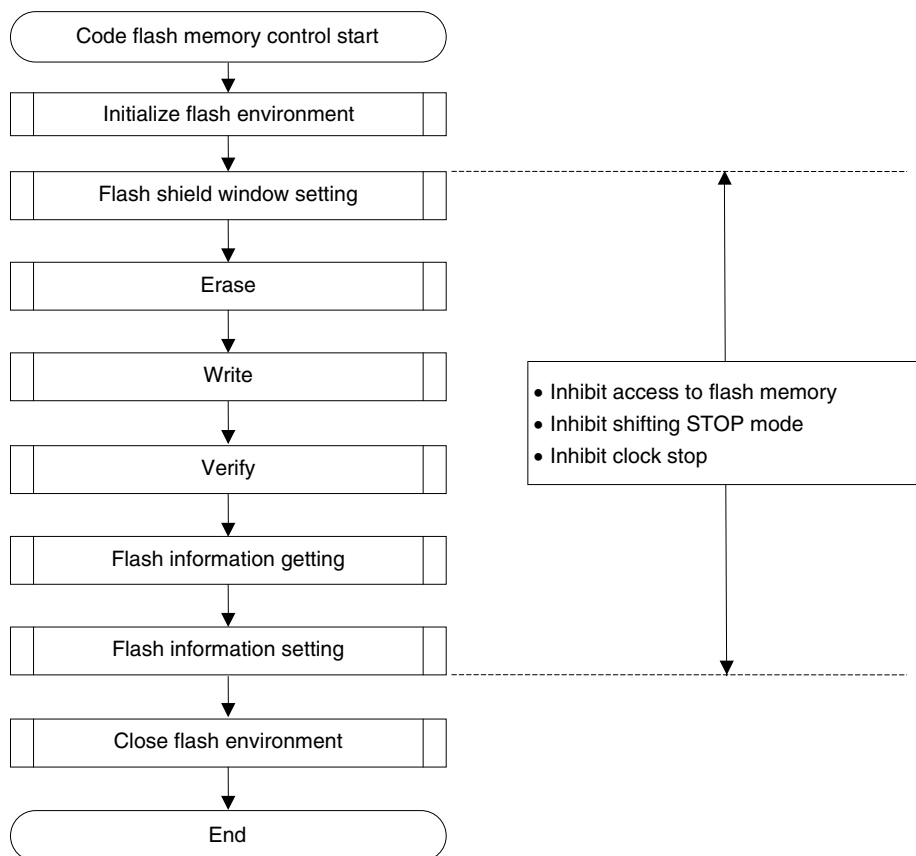 Code flash memory control start
Initialize flash environment
Flash shield window setting
Erase
Write
Verify
Flash information getting
Flash information setting
Close flash environment
End
• Inhibit access to flash memory
• Inhibit shifting STOP mode
• Inhibit clock stop